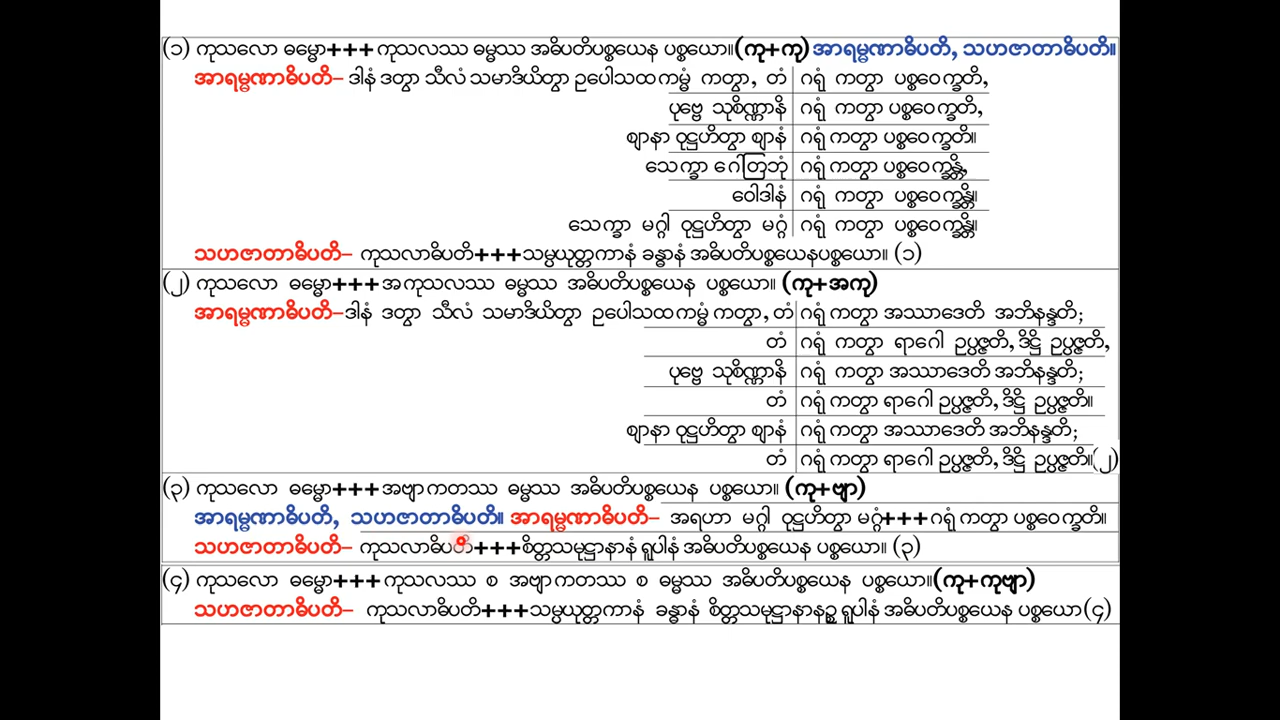 (၁) ကုသလော ဓမ္မော+++ကုသလဿ ဓမ္မဿ အဓိပတိပစ္စယေန ပစ္စယော။(ကု+ကု) အာရမ္မဏာဓိပတိ, သဟဇာတာဓိပတိ။
အာရမ္မဏာဓိပတိ– ဒါနံ ဒတွာ သီလံ သမာဒိယိတွာ ဥပေါသထကမ္မံ ကတွာ, တံ ဂရုံ ကတွာ ပစ္စဝေက္ခတိ,
ပုဗ္ဗေ သုစိဏ္ဏာနိ ဂရုံ ကတွာ ပစ္စဝေက္ခတိ,
ဈာနာ ဝုဋ္ဌဟိတွာ ဈာနံ ဂရုံ ကတွာ ပစ္စဝေက္ခတိ။
သေက္ခာ ဂေါတြဘုံ ဂရုံ ကတွာ ပစ္စဝေက္ခန္တိ,
ဝေါဒါနံ ဂရုံ ကတွာ ပစ္စဝေက္ခန္တိ။
သေက္ခာ မဂ္ဂါ ဝုဋ္ဌဟိတွာ မဂ္ဂံ ဂရုံ ကတွာ ပစ္စဝေက္ခန္တိ။
သဟဇာတာဓိပတိ– ကုသလာဓိပတိ+++သမ္ပယုတ္တကာနံ ခန္ဓာနံ အဓိပတိပစ္စယေနပစ္စယော။ (၁)
(၂) ကုသလော ဓမ္မော+++အကုသလဿ ဓမ္မဿ အဓိပတိပစ္စယေန ပစ္စယော။ (ကု+အကု)
အာရမ္မဏာဓိပတိ–ဒါနံ ဒတွာ သီလံ သမာဒိယိတွာ ဥပေါသထကမ္မံ ကတွာ, တံ ဂရုံ ကတွာ အဿာဒေတိ အဘိနန္ဒတိ;
တံ ဂရုံ ကတွာ ရာဂေါ ဥပ္ပဇ္ဇတိ, ဒိဋ္ဌိ ဥပ္ပဇ္ဇတိ,
ပုဗ္ဗေ သုစိဏ္ဏာနိ ဂရုံ ကတွာ အဿာဒေတိ အဘိနန္ဒတိ;
တံ ဂရုံ ကတွာ ရာဂေါ ဥပ္ပဇ္ဇတိ, ဒိဋ္ဌိ ဥပ္ပဇ္ဇတိ။
ဈာနာ ဝုဋ္ဌဟိတွာ ဈာနံ ဂရုံ ကတွာ အဿာဒေတိ အဘိနန္ဒတိ;
တံ ဂရုံ ကတွာ ရာဂေါ ဥပ္ပဇ္ဇတိ, ဒိဋ္ဌိ ဥပ္ပဇ္ဇတိ။(၂)
(၃) ကုသလော ဓမ္မော+++အဗျာကတဿ ဓမ္မဿ အဓိပတိပစ္စယေန ပစ္စယော။ (ကု+ဗျာ)
အာရမ္မဏာဓိပတိ, သဟဇာတာဓိပတိ။ အာရမ္မဏာဓိပတိ– အရဟာ မဂ္ဂါ ဝုဋ္ဌဟိတွာ မဂ္ဂံ+++ဂရုံ ကတွာ ပစ္စဝေက္ခတိ။
သဟဇာတာဓိပတိ– ကုသလာဓိပတိ+++စိတ္တသမုဋ္ဌာနာနံ ရူပါနံ အဓိပတိပစ္စယေန ပစ္စယော။ (၃)
(၄) ကုသလော ဓမ္မော+++ကုသလဿ စ အဗျာကတဿ စ ဓမ္မဿ အဓိပတိပစ္စယေန ပစ္စယော။(ကု+ကုဗျာ)
သဟဇာတာဓိပတိ– ကုသလာဓိပတိ+++သမ္ပယုတ္တကာနံ ခန္ဓာနံ စိတ္တသမုဋ္ဌာနာနဉ္စ ရူပါနံ အဓိပတိပစ္စယေန ပစ္စယော(၄)